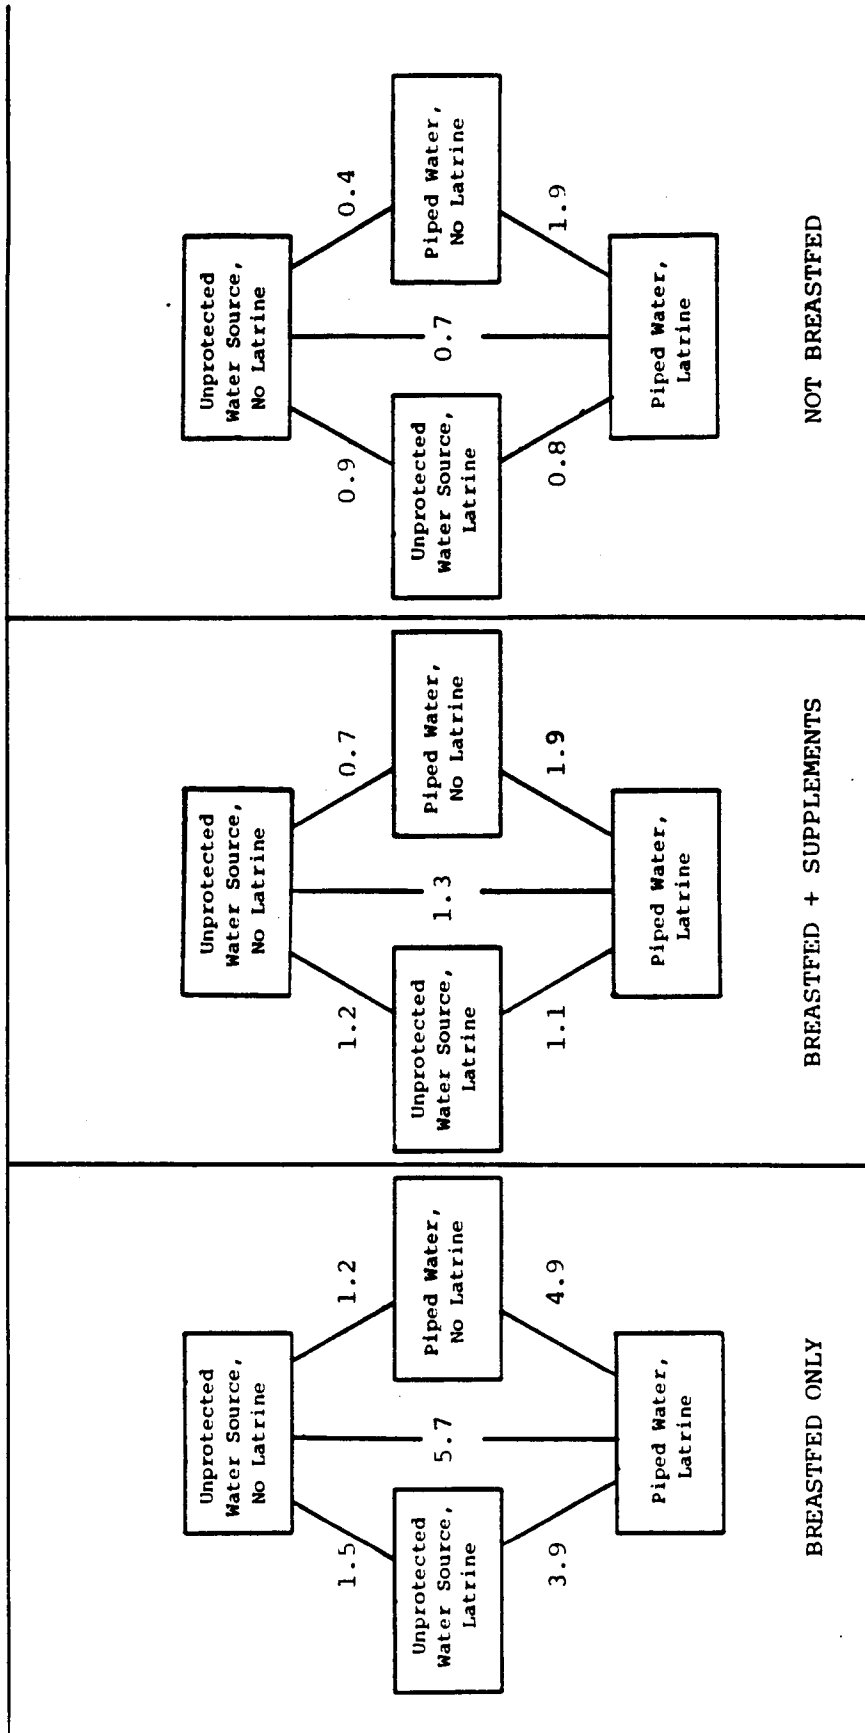 Unprotected
Water Source,
No Latrine
1.5
1.2
Unprotected
Water Source,
Latrine
5.7
Piped Water,
No Latrine
3.9
4.9
Piped Water,
Latrine
BREASTFED ONLY
Unprotected
Water Source,
No Latrine
1.2
0.7
Unprotected
Water Source,
Latrine
1.3
Piped Water,
No Latrine
1.1
1.9
Piped Water,
Latrine
BREASTFED + SUPPLEMENTS
Unprotected
Water Source,
No Latrine
0.9
0.4
Unprotected
Water Source,
Latrine
0.7
Piped Water,
No Latrine
0.8
1.9
Piped Water,
Latrine
NOT BREASTFED